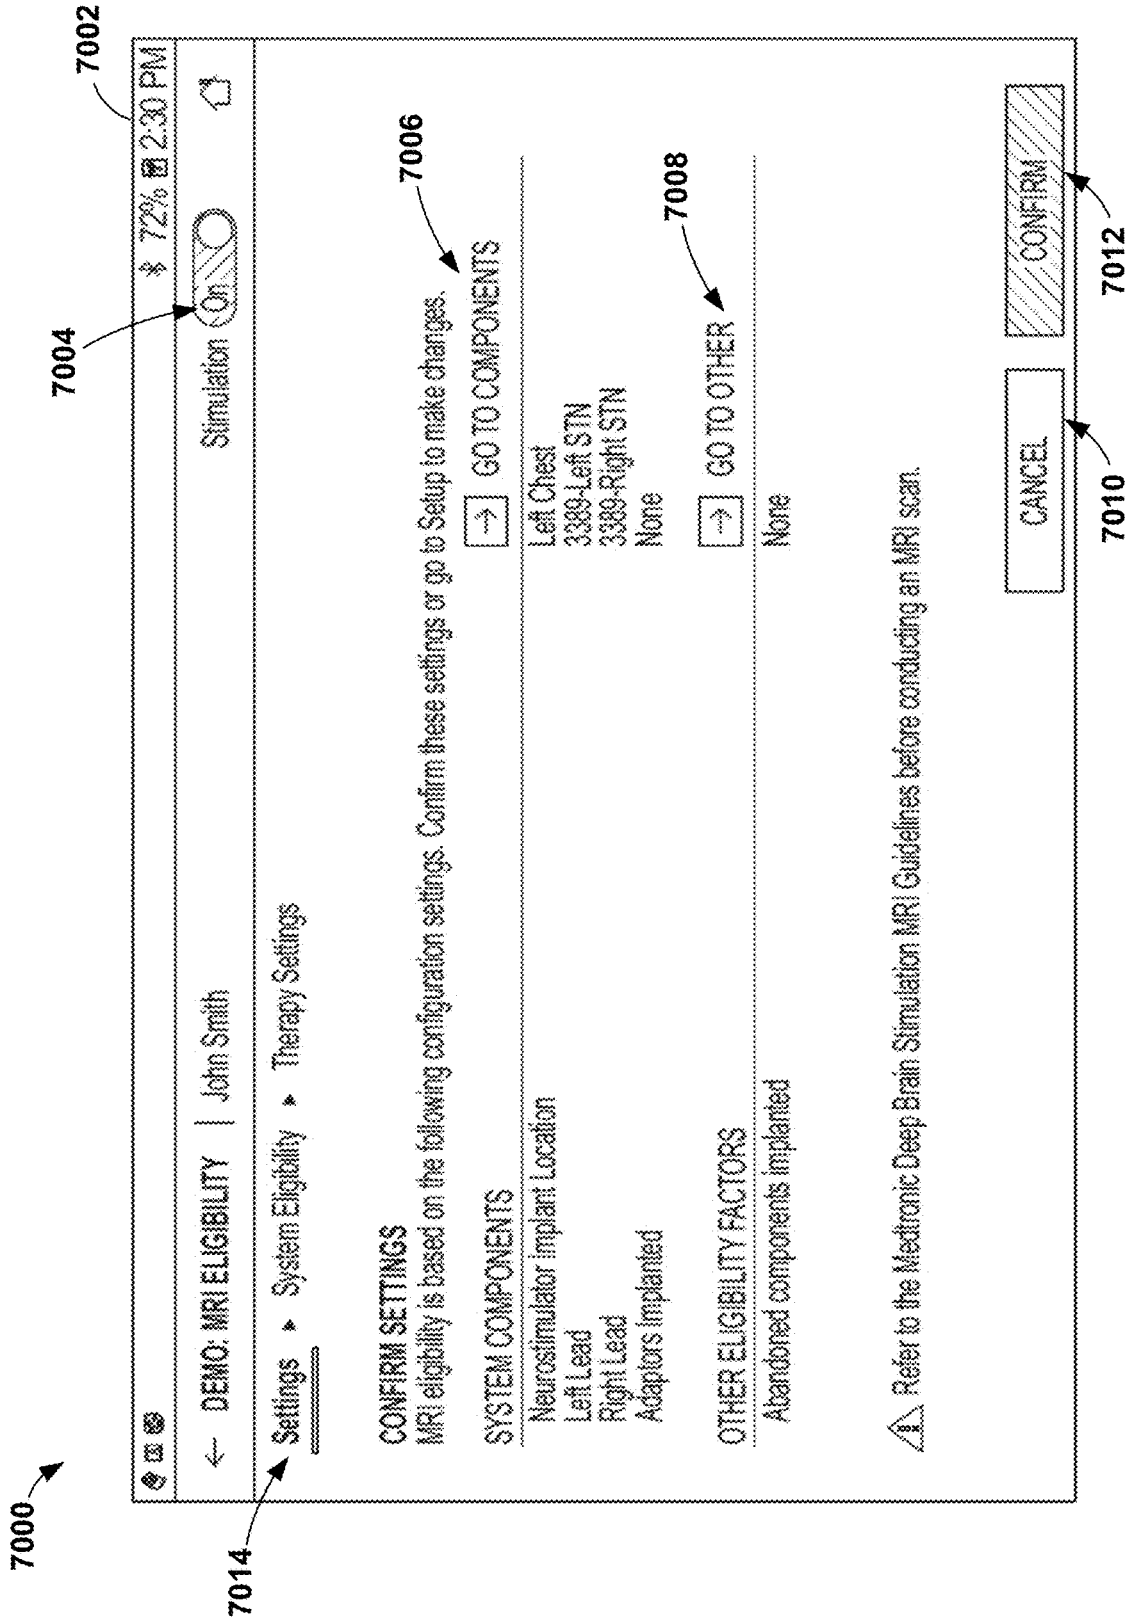 7000
7002
72% 2:30 PM
← DEMO: MRI ELIGIBILITY | John Smith
Stimulation On
7004
7014
Settings ▸ System Eligibility ▸ Therapy Settings
CONFIRM SETTINGS
MRI eligibility is based on the following configuration settings. Confirm these settings or go to Setup to make changes.
7006
SYSTEM COMPONENTS → GO TO COMPONENTS
Neurostimulator Implant Location Left Chest
Left Lead 3389-Left STN
Right Lead 3389-Right STN
Adaptors Implanted None
7008
OTHER ELIGIBILITY FACTORS → GO TO OTHER
Abandoned components implanted None
Refer to the Medtronic Deep Brain Stimulation MRI Guidelines before conducting an MRI scan.
CANCEL CONFIRM
7010 7012